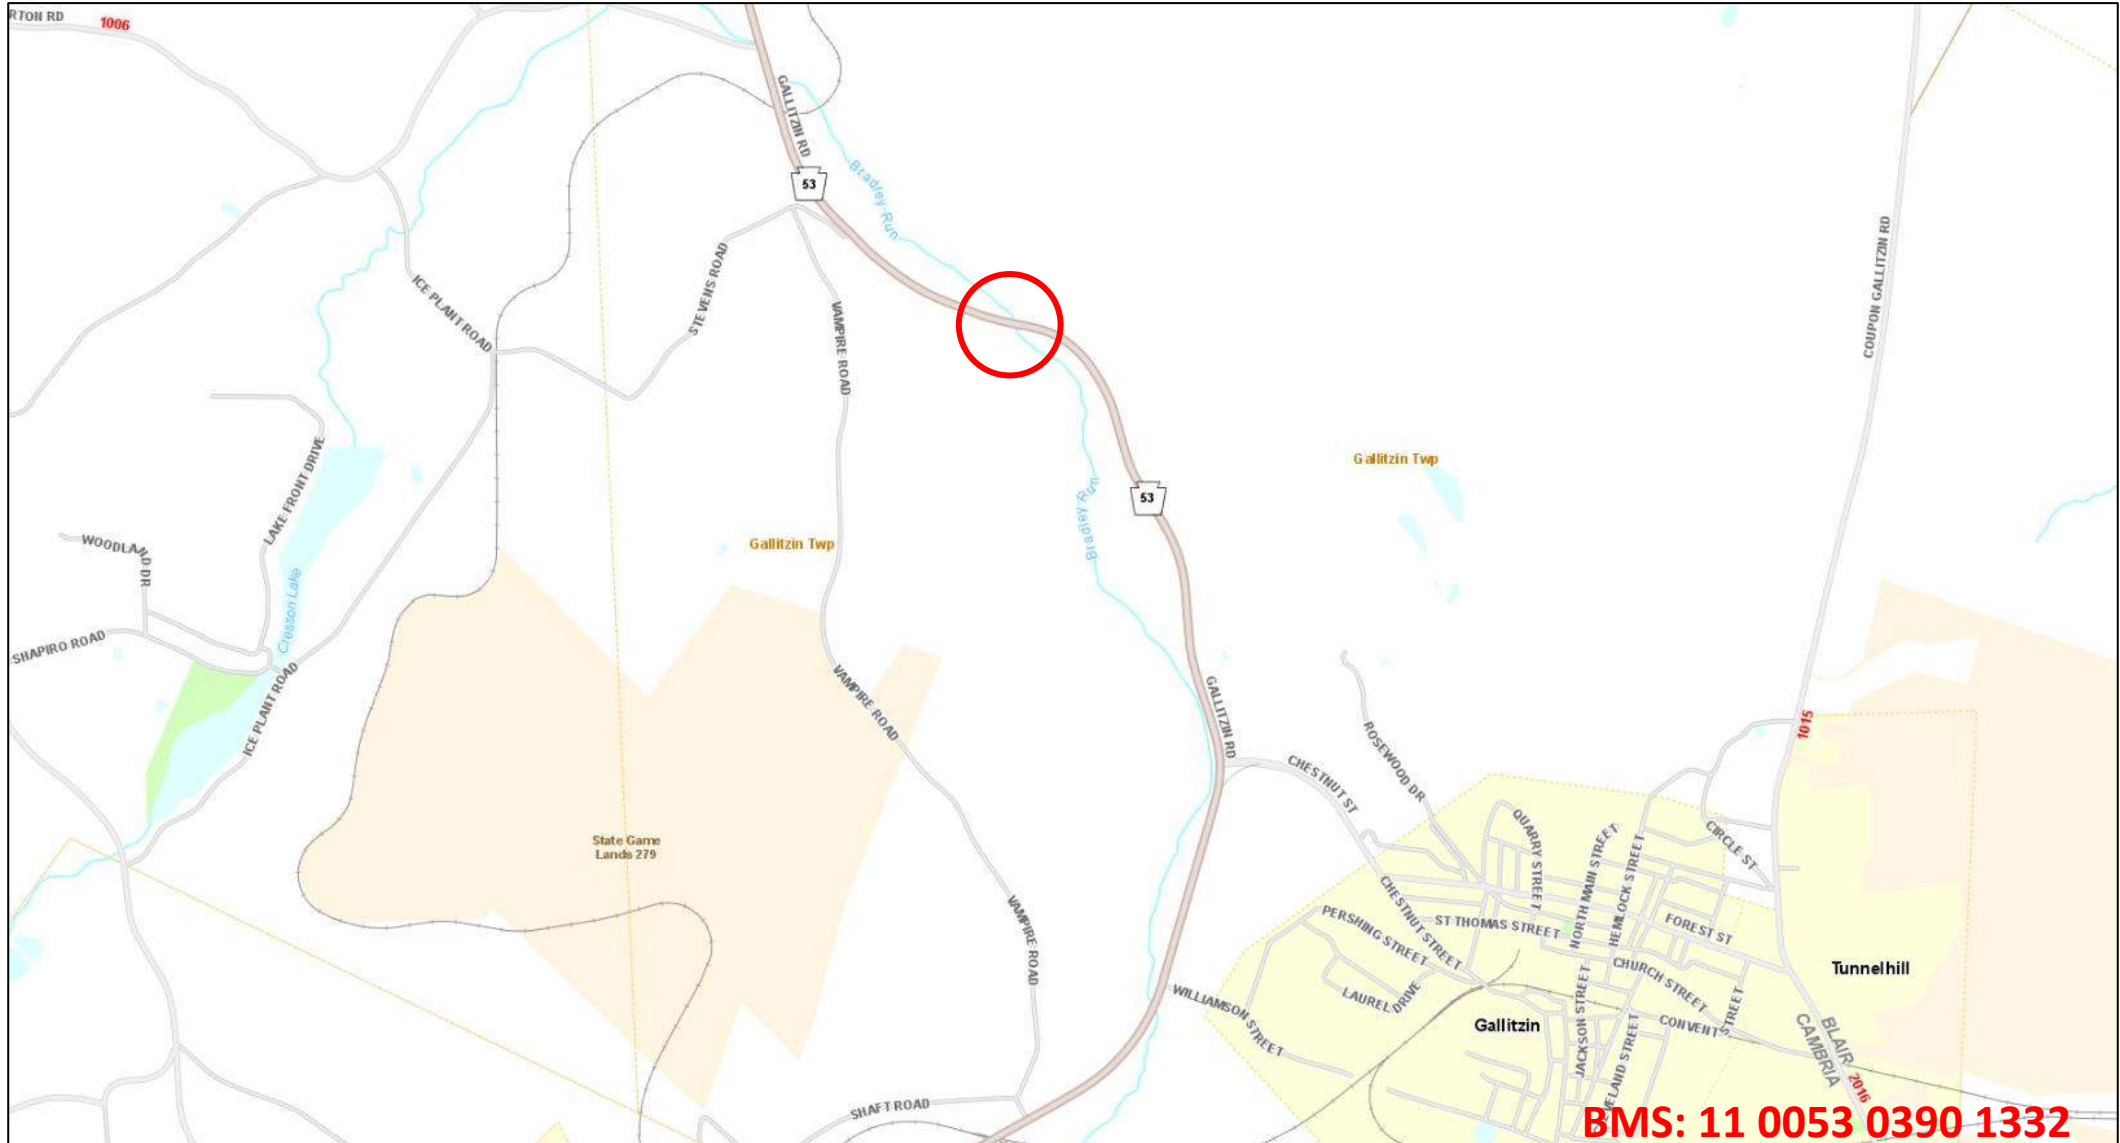 RTON RD
1006
GALLITZIN RD
53
Bradley Run
COUPON GALLITZIN RD
ICE PLANT ROAD
STEVENS ROAD
VAMPIRE ROAD
LAKE FRONT DRIVE
Gallitzin Twp
53
Bradley Run
WOODLAND DR
Gallitzin Twp
Cresson Lake
SHAPIRO ROAD
ICE PLANT ROAD
VAMPIRE ROAD
GALLITZIN RD
ROSEWOOD DR
1015
CHESTNUT ST
State Game
Lands 279
QUARRY STREET
NORTH MAIN STREET
HEMLOCK STREET
CIRCLE ST
CHESTNUT STREET
PERSHING STREET
ST THOMAS STREET
FOREST ST
VAMPIRE ROAD
CHURCH STREET
Tunnelhill
WILLIAMSON STREET
LAUREL DRIVE
JACKSON STREET
Gallitzin
CONVENT STREET
BLAIR
CAMBRIA
2016
SHAFT ROAD
EVELAND STREET
BMS: 11 0053 0390 1332